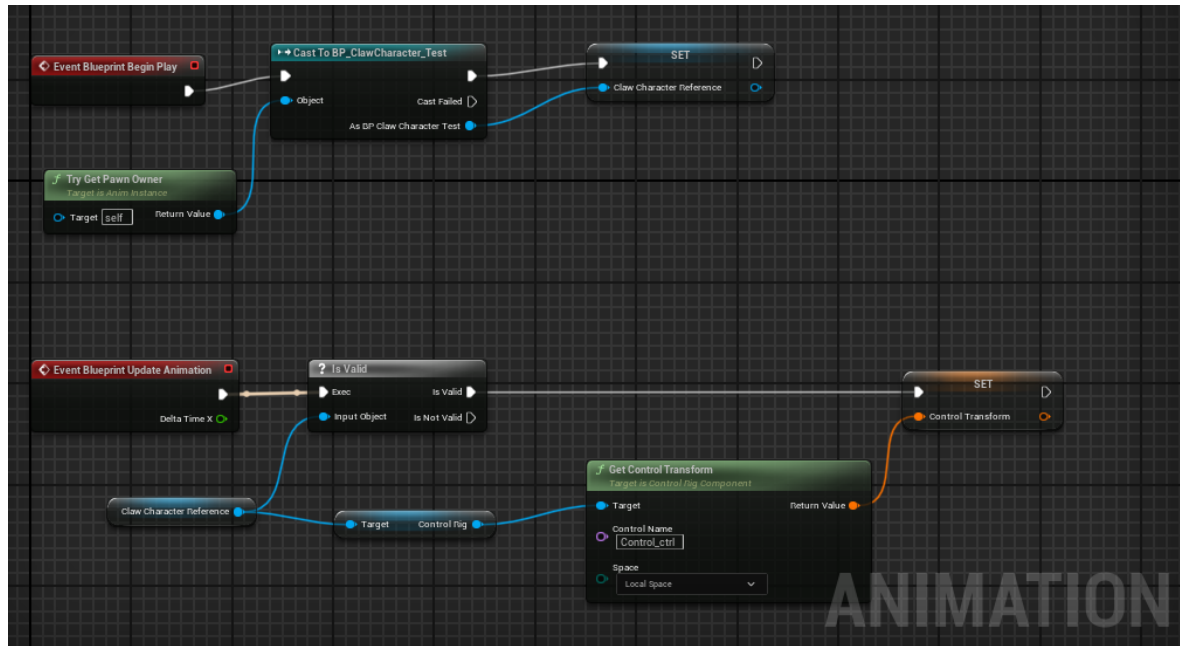 Event Blueprint Begin Play
Cast To BP_ClawCharacter_Test
Object
Cast Failed
As BP Claw Character Test
SET
Claw Character Reference
Try Get Pawn Owner
Target is Anim Instance
Target self
Return Value
Event Blueprint Update Animation
Delta Time X
? Is Valid
Exec
Is Valid
Input Object
Is Not Valid
SET
Control Transform
Claw Character Reference
Target
Control Rig
f Get Control Transform
Target is Control Rig Component
Target
Return Value
Control Name
Control_ctrl
Space
Local Space
ANIMATION